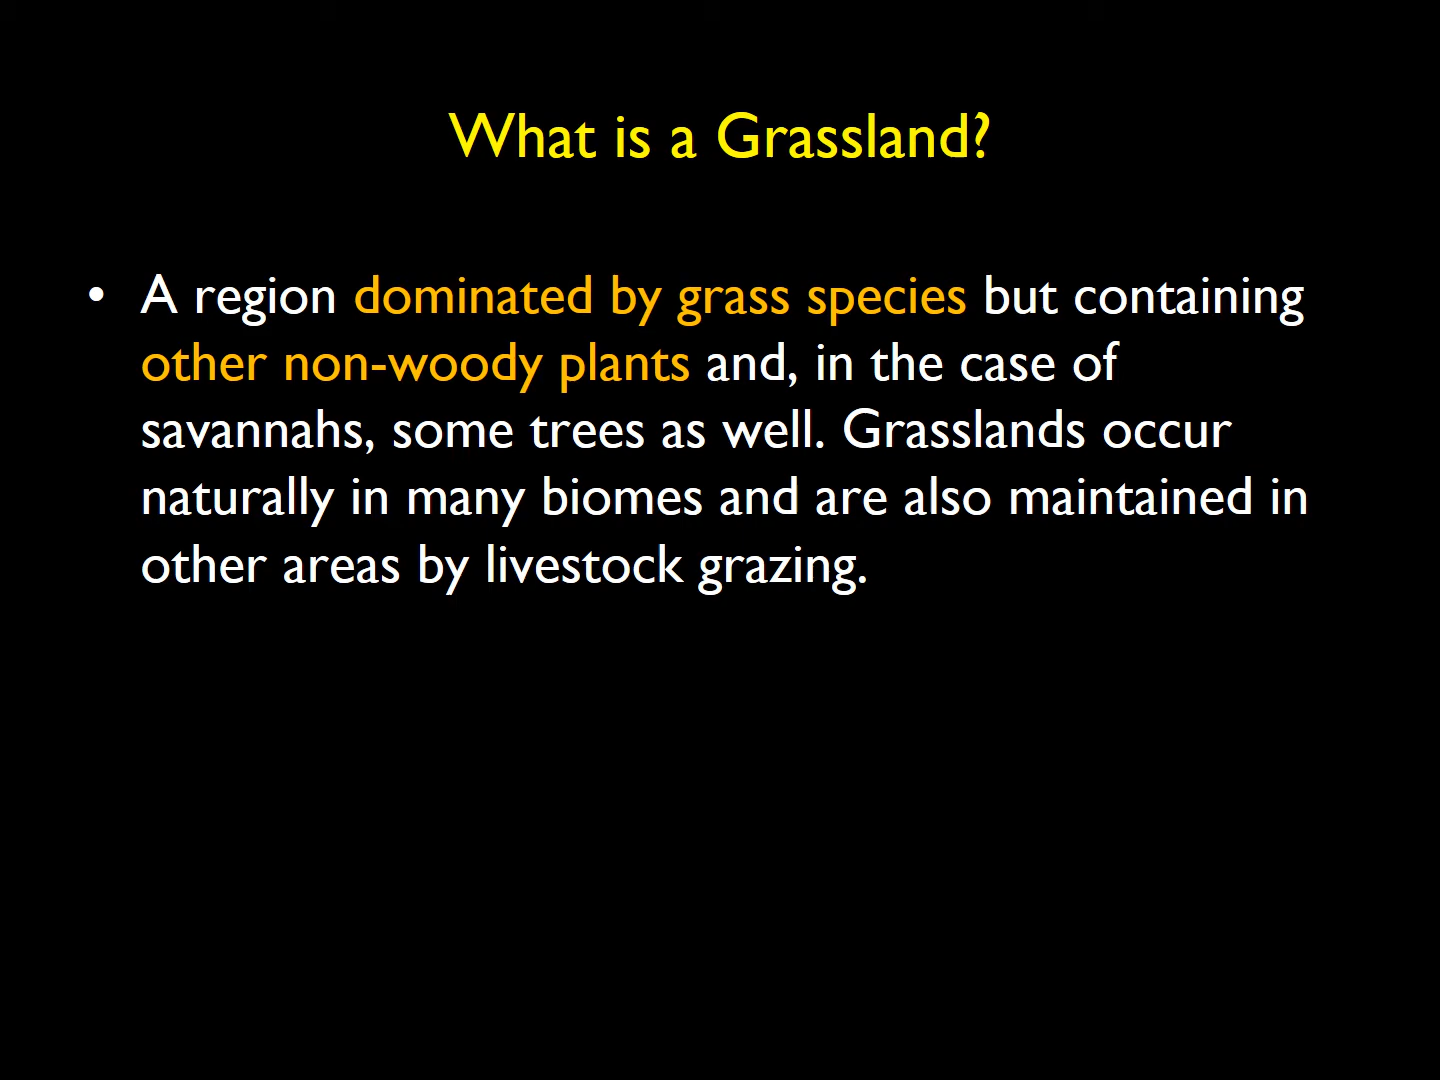 What is a Grassland?
• A region dominated by grass species but containing
other non-woody plants and, in the case of
savannahs, some trees as well. Grasslands occur
naturally in many biomes and are also maintained in
other areas by livestock grazing.